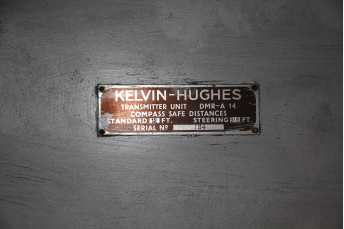 KELVIN-HUGHES
TRANSMITTER UNIT DMR-A 14
COMPASS SAFE DISTANCES
STANDARD FT. STEERING FT.
SERIAL Nº